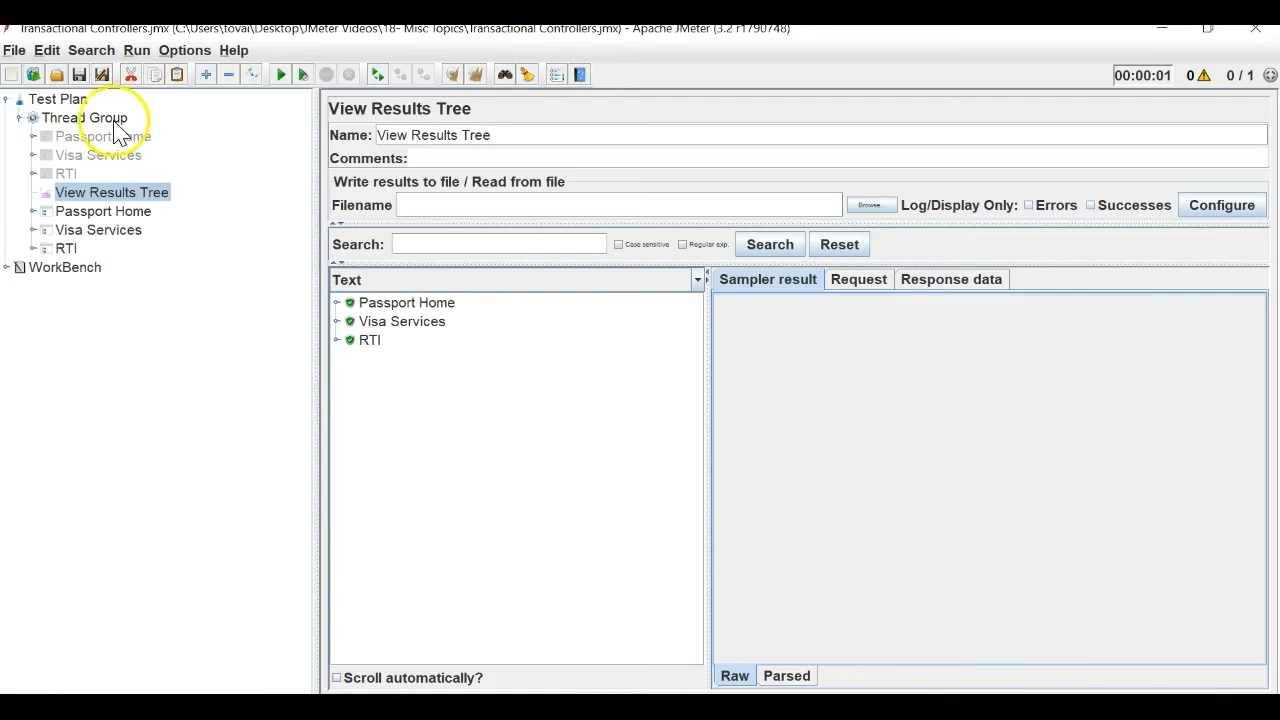 Transactional Controllers.jmx (C:\Users\tovai\Desktop\JMeter Videos\18- Misc Topics\Transactional Controllers.jmx) - Apache JMeter (3.2 r1790748)
File Edit Search Run Options Help
00:00:01 0 0 / 1
Test Plan
Thread Group
Passport Home
Visa Services
RTI
View Results Tree
Passport Home
Visa Services
RTI
WorkBench
View Results Tree
Name: View Results Tree
Comments:
Write results to file / Read from file
Filename Browse... Log/Display Only: Errors Successes Configure
Search: Case sensitive Regular exp. Search Reset
Text
Passport Home
Visa Services
RTI
Scroll automatically?
Sampler result Request Response data
Raw Parsed